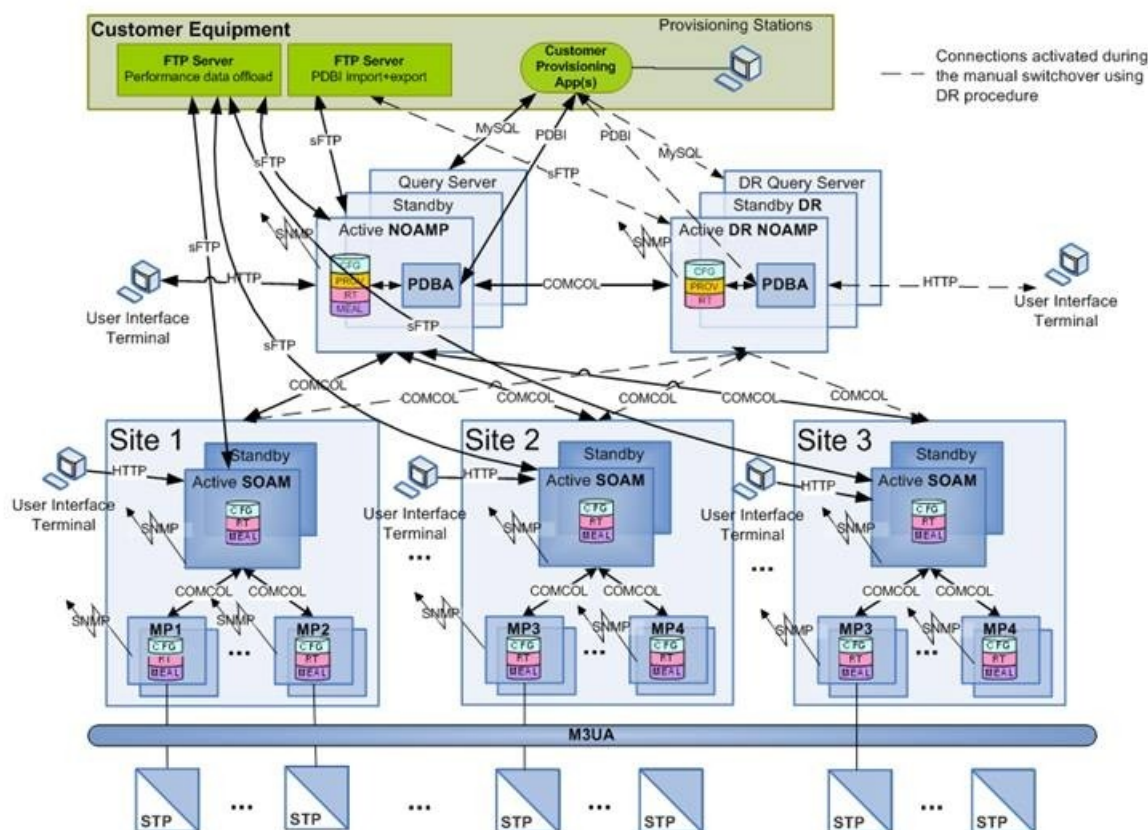 Customer Equipment
Provisioning Stations
FTP Server
Performance data offload
FTP Server
PDBI import+export
Customer
Provisioning
App(s)
Connections activated during
the manual switchover using
DR procedure
MySQL
PDBI
PDBI
MySQL
sFTP
sFTP
sFTP
sFTP
Query Server
Standby
Active NOAMP
SNMP
CFG
PROV
RT
MEAL
PDBA
DR Query Server
Standby DR
Active DR NOAMP
SNMP
CFG
PROV
RT
PDBA
HTTP
User Interface
Terminal
COMCOL
HTTP
User Interface
Terminal
sFTP
sFTP
COMCOL
COMCOL
COMCOL
COMCOL
COMCOL
COMCOL
Site 1
Standby
Active SOAM
CFG
RT
MEAL
HTTP
User Interface
Terminal
SNMP
COMCOL
COMCOL
SNMP
SNMP
MP1
CFG
RT
MEAL
...
MP2
CFG
RT
MEAL
...
Site 2
Standby
Active SOAM
CFG
RT
MEAL
HTTP
User Interface
Terminal
SNMP
COMCOL
COMCOL
SNMP
SNMP
MP3
CFG
RT
MEAL
...
MP4
CFG
RT
MEAL
...
Site 3
Standby
Active SOAM
CFG
RT
MEAL
HTTP
User Interface
Terminal
SNMP
COMCOL
COMCOL
SNMP
SNMP
MP3
CFG
RT
MEAL
...
MP4
CFG
RT
MEAL
M3UA
STP
...
STP
...
STP
...
STP
STP
...
STP